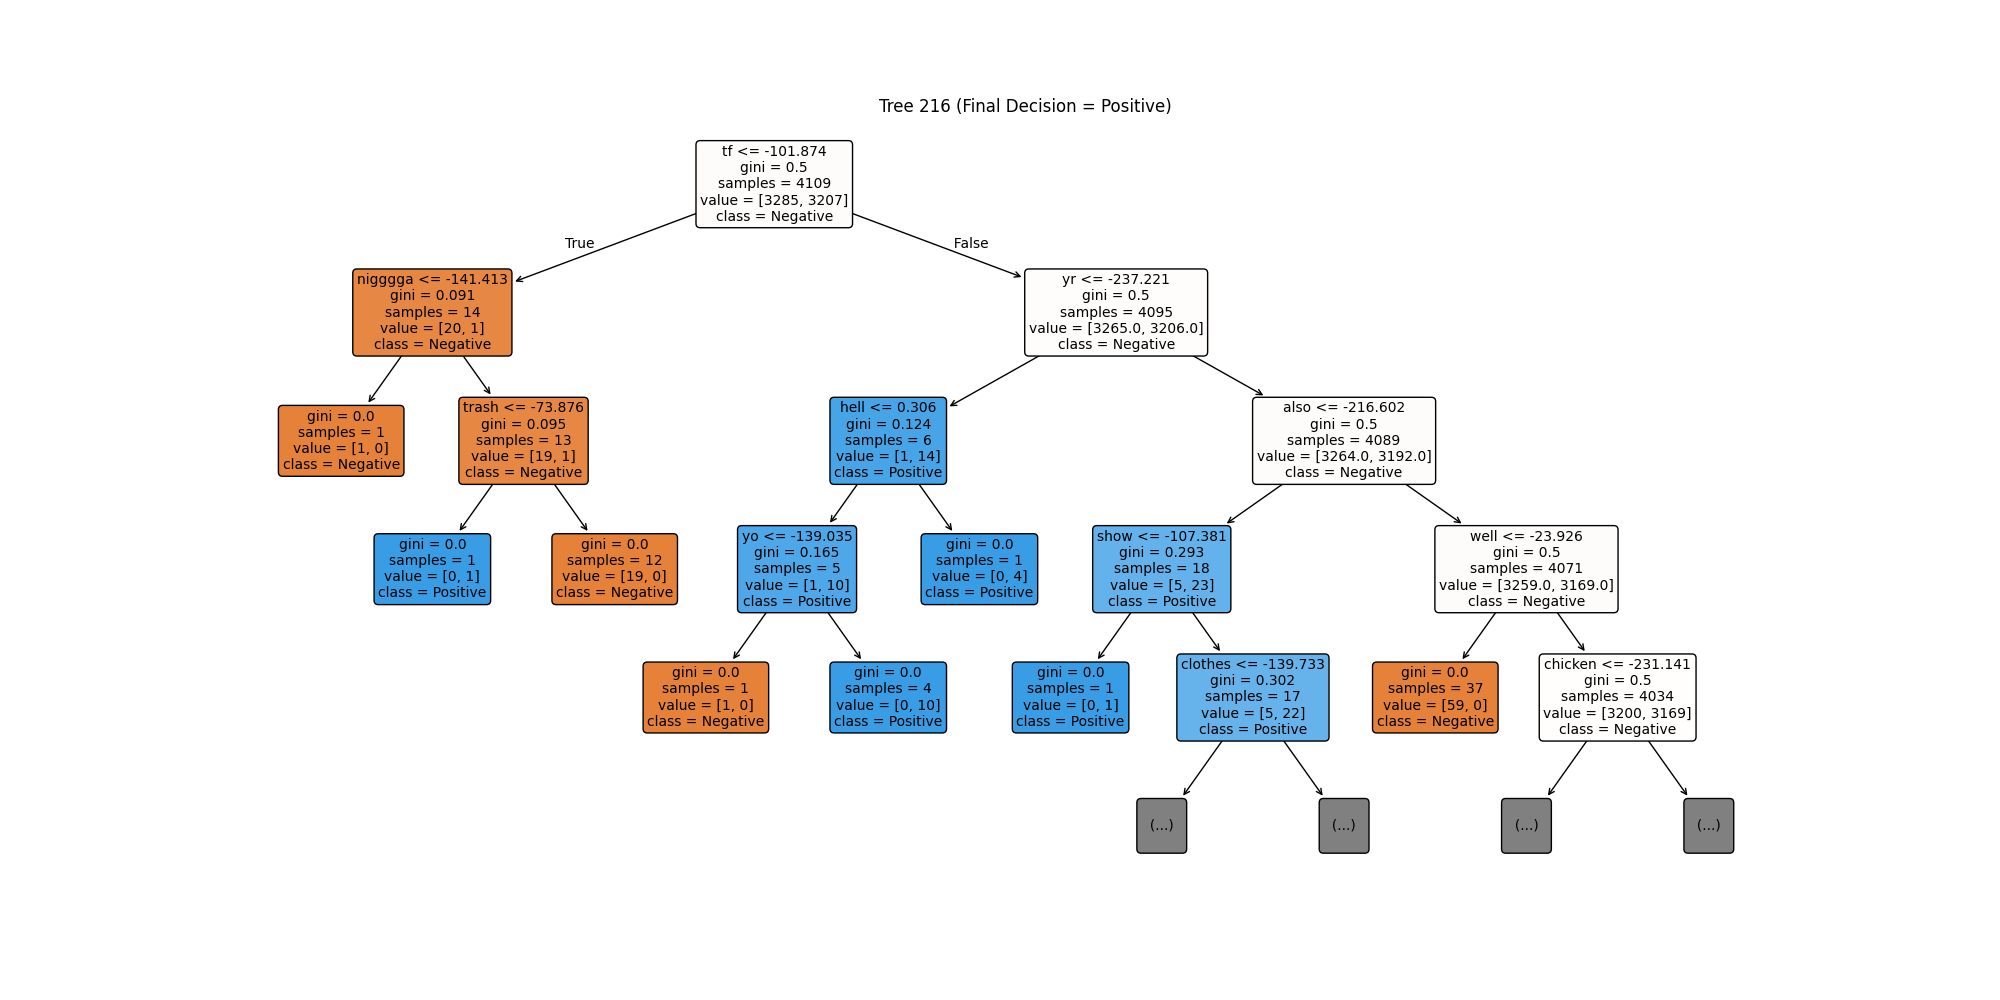 Tree 216 (Final Decision = Positive)
tf <= -101.874
gini = 0.5
samples = 4109
value = [3285, 3207]
class = Negative
True
False
nigggga <= -141.413
gini = 0.091
samples = 14
value = [20, 1]
class = Negative
yr <= -237.221
gini = 0.5
samples = 4095
value = [3265.0, 3206.0]
class = Negative
gini = 0.0
samples = 1
value = [1, 0]
class = Negative
trash <= -73.876
gini = 0.095
samples = 13
value = [19, 1]
class = Negative
hell <= 0.306
gini = 0.124
samples = 6
value = [1, 14]
class = Positive
also <= -216.602
gini = 0.5
samples = 4089
value = [3264.0, 3192.0]
class = Negative
gini = 0.0
samples = 1
value = [0, 1]
class = Positive
gini = 0.0
samples = 12
value = [19, 0]
class = Negative
yo <= -139.035
gini = 0.165
samples = 5
value = [1, 10]
class = Positive
gini = 0.0
samples = 1
value = [0, 4]
class = Positive
show <= -107.381
gini = 0.293
samples = 18
value = [5, 23]
class = Positive
well <= -23.926
gini = 0.5
samples = 4071
value = [3259.0, 3169.0]
class = Negative
gini = 0.0
samples = 1
value = [1, 0]
class = Negative
gini = 0.0
samples = 4
value = [0, 10]
class = Positive
gini = 0.0
samples = 1
value = [0, 1]
class = Positive
clothes <= -139.733
gini = 0.302
samples = 17
value = [5, 22]
class = Positive
gini = 0.0
samples = 37
value = [59, 0]
class = Negative
chicken <= -231.141
gini = 0.5
samples = 4034
value = [3200, 3169]
class = Negative
(...)
(...)
(...)
(...)